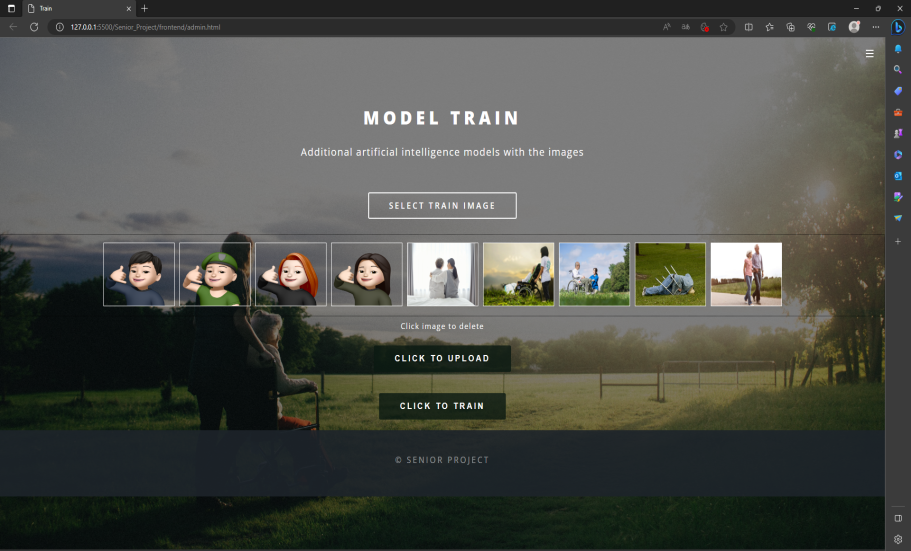 Train
127.0.0.1:5500/Senior_Project/frontend/admin.html
MODEL TRAIN
Additional artificial intelligence models with the images
SELECT TRAIN IMAGE
Click image to delete
CLICK TO UPLOAD
CLICK TO TRAIN
© SENIOR PROJECT